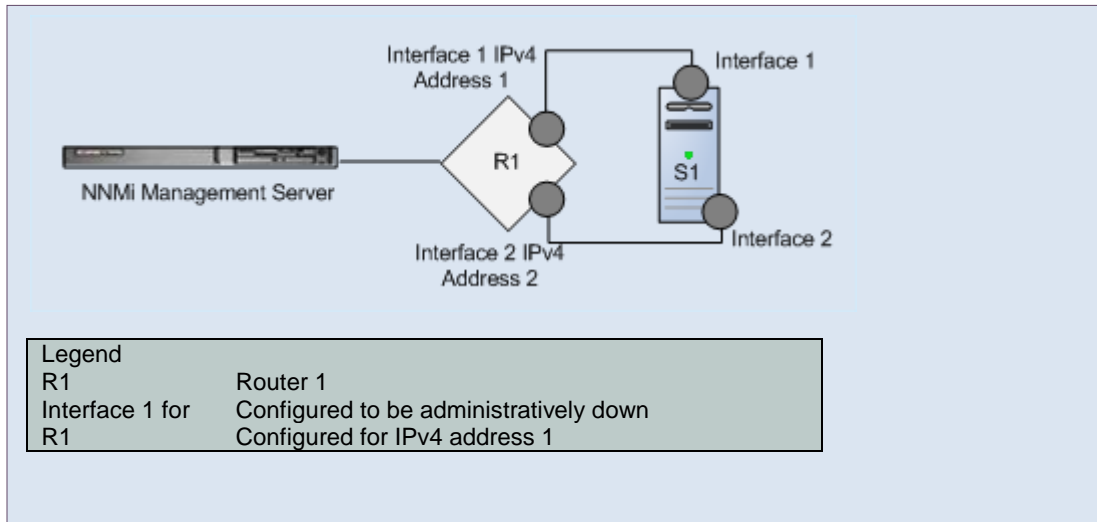 Interface 1 IPv4
Address 1
Interface 1
R1
S1
NNMi Management Server
Interface 2 IPv4
Address 2
Interface 2
Legend
R1 Router 1
Interface 1 for Configured to be administratively down
R1 Configured for IPv4 address 1